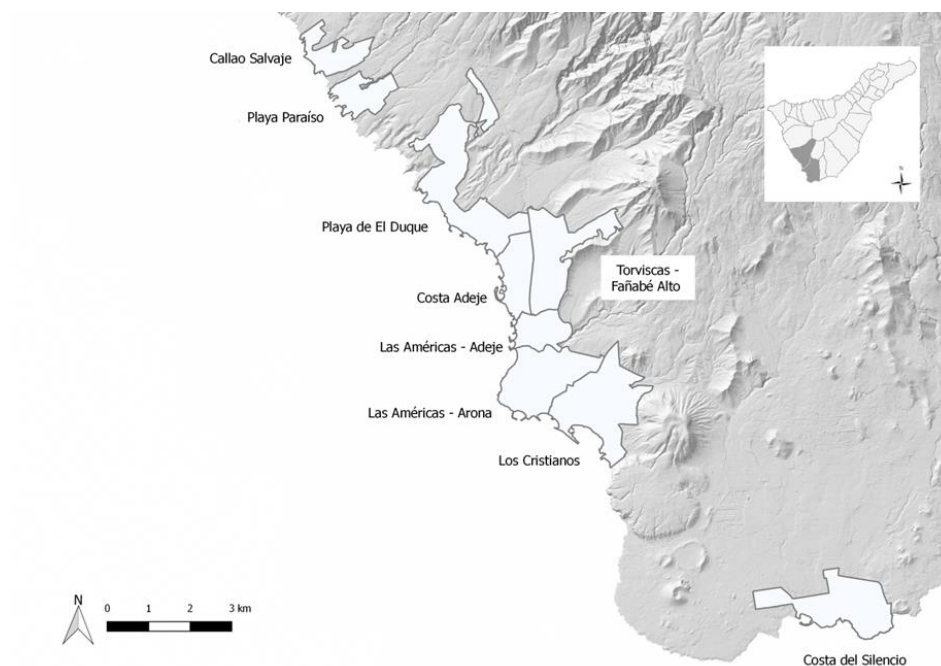 Callao Salvaje
Playa Paraíso
Playa de El Duque
Torviscas -
Fañabé Alto
Costa Adeje
Las Américas - Adeje
Las Américas - Arona
Los Cristianos
Costa del Silencio
N
N
0 1 2 3 km